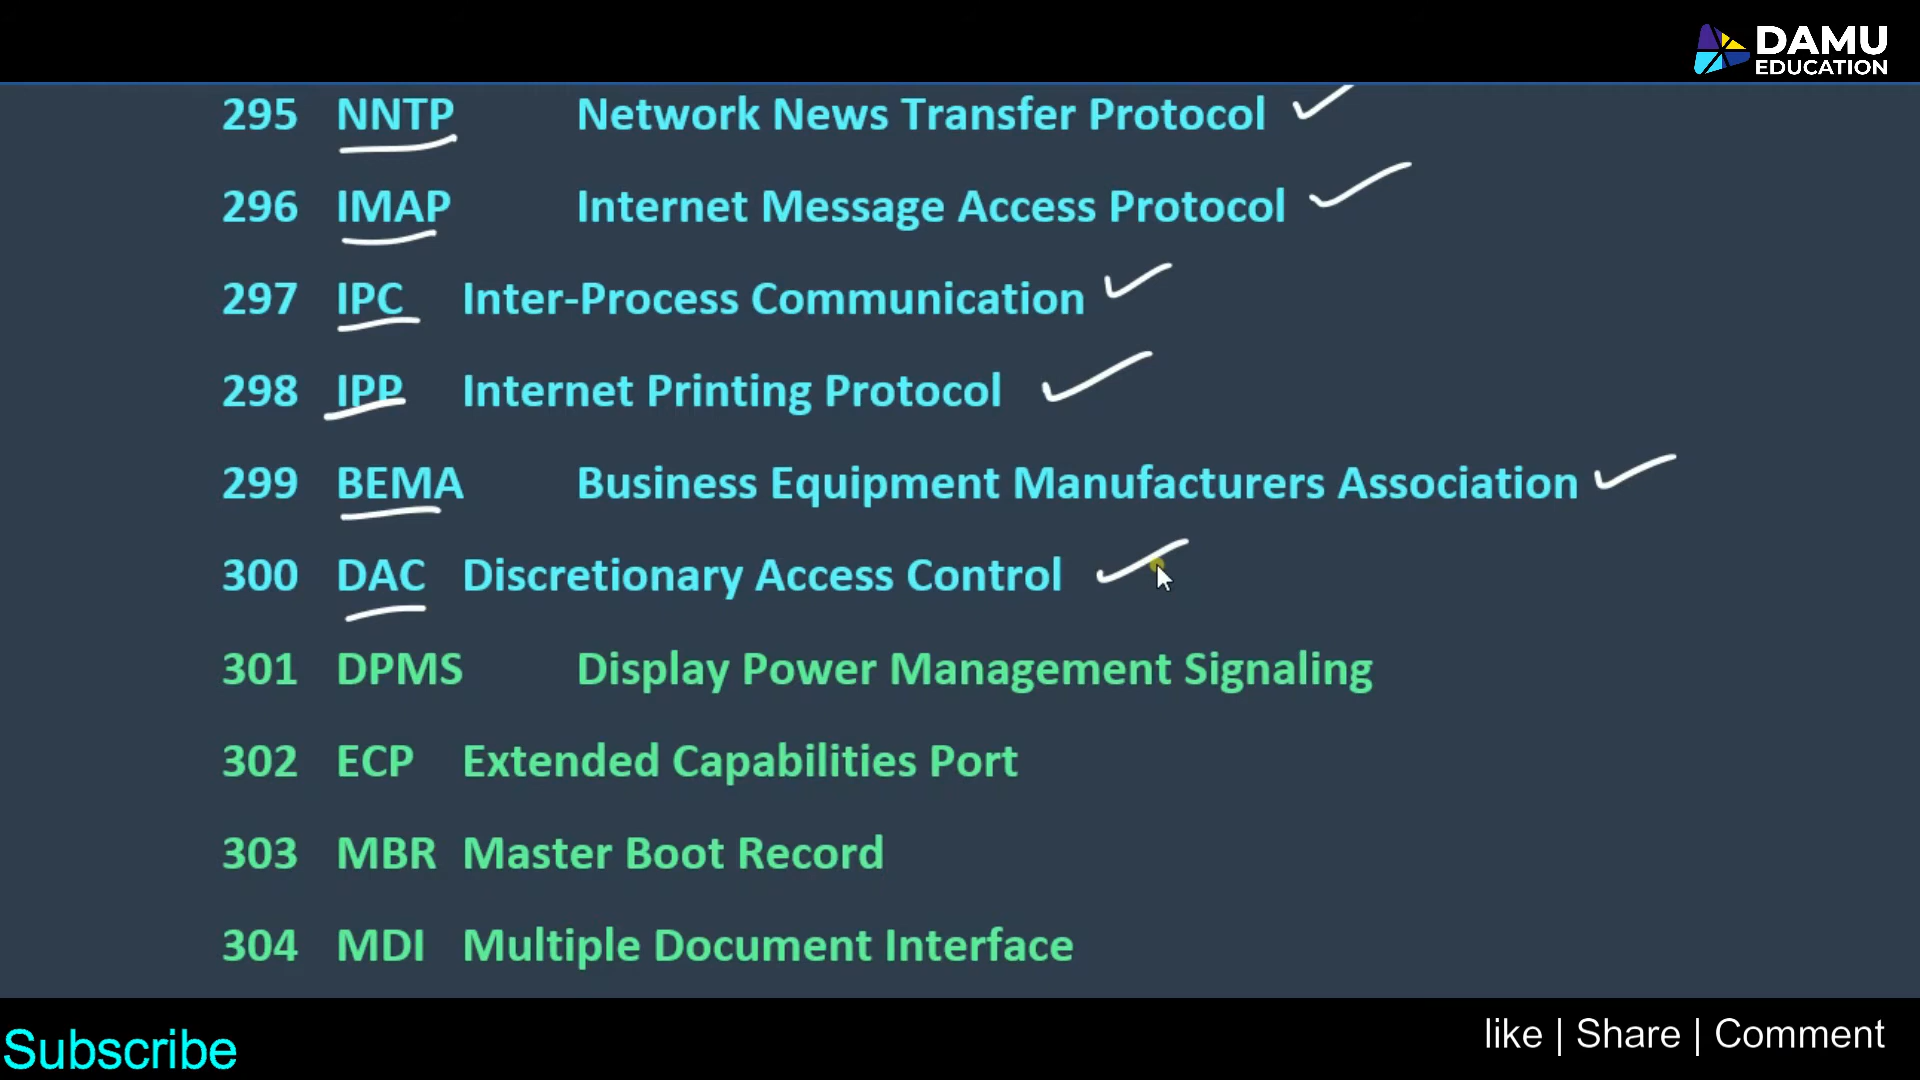 DAMU
EDUCATION
295 NNTP Network News Transfer Protocol
296 IMAP Internet Message Access Protocol
297 IPC Inter-Process Communication
298 IPP Internet Printing Protocol
299 BEMA Business Equipment Manufacturers Association
300 DAC Discretionary Access Control
301 DPMS Display Power Management Signaling
302 ECP Extended Capabilities Port
303 MBR Master Boot Record
304 MDI Multiple Document Interface
Subscribe
like | Share | Comment